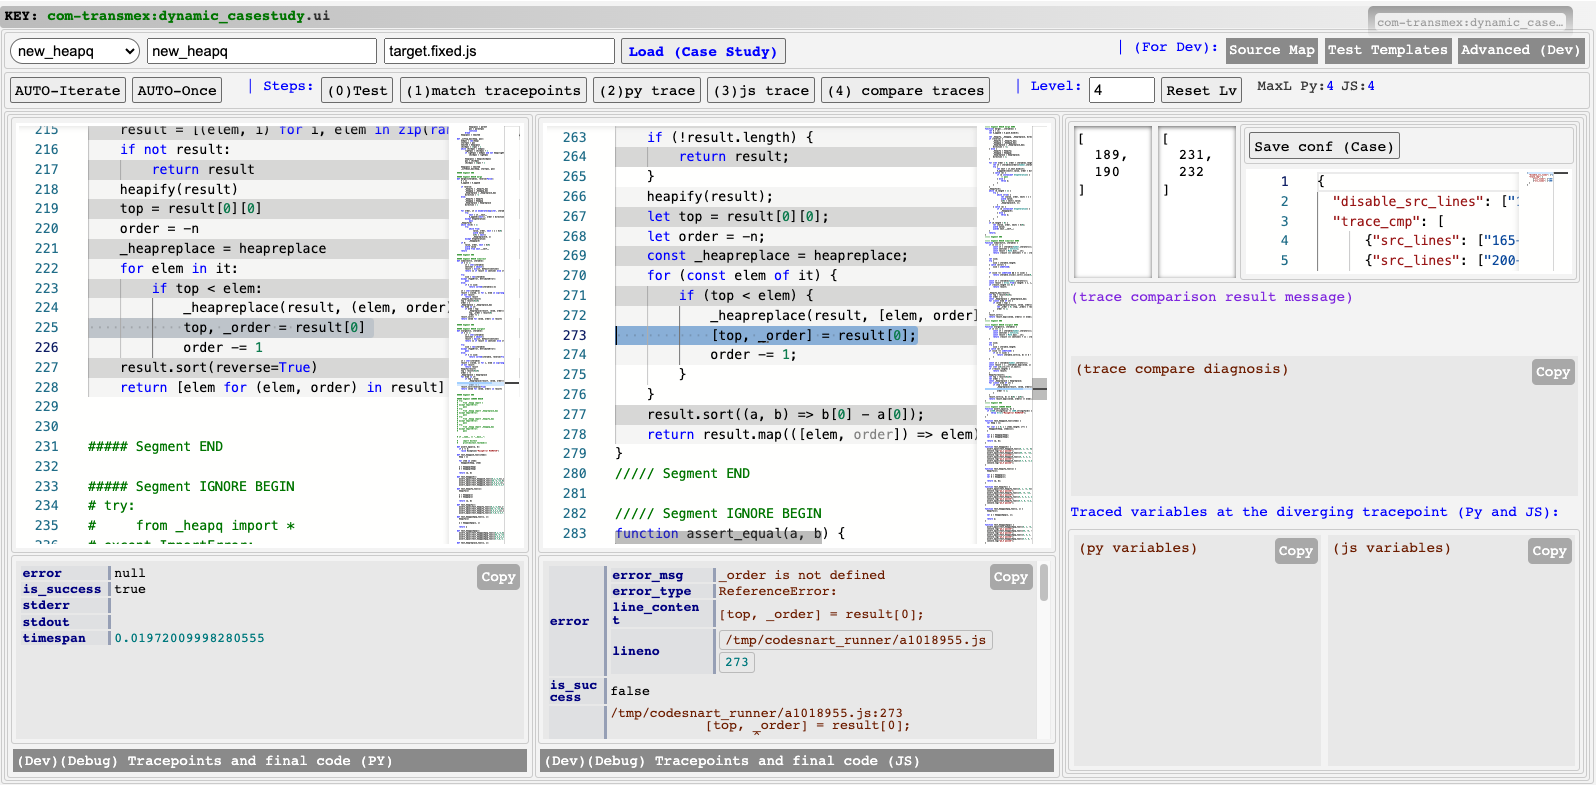 KEY: com-transmex:dynamic_casestudy.ui
com-transmex:dynamic_case…
new_heapq
new_heapq
target.fixed.js
Load (Case Study)
| (For Dev):
Source Map
Test Templates
Advanced (Dev)
AUTO-Iterate
AUTO-Once
| Steps:
(0)Test
(1)match tracepoints
(2)py trace
(3)js trace
(4) compare traces
| Level:
4
Reset Lv
MaxL Py:4 JS:4
215 result = [(elem, i) for i, elem in zip(ra
216 if not result:
217 return result
218 heapify(result)
219 top = result[0][0]
220 order = -n
221 _heapreplace = heapreplace
222 for elem in it:
223 if top < elem:
224 _heapreplace(result, (elem, order
225 top, _order = result[0]
226 order -= 1
227 result.sort(reverse=True)
228 return [elem for (elem, order) in result]
229
230
231 ##### Segment END
232
233 ##### Segment IGNORE BEGIN
234 # try:
235 # from _heapq import *
236 # except ImportError:
263 if (!result.length) {
264 return result;
265 }
266 heapify(result);
267 let top = result[0][0];
268 let order = -n;
269 const _heapreplace = heapreplace;
270 for (const elem of it) {
271 if (top < elem) {
272 _heapreplace(result, [elem, order]
273 [top, _order] = result[0];
274 order -= 1;
275 }
276 }
277 result.sort((a, b) => b[0] - a[0]);
278 return result.map(([elem, order]) => elem)
279 }
280 ///// Segment END
281
282 ///// Segment IGNORE BEGIN
283 function assert_equal(a, b) {
[
189,
190
]
[
231,
232
]
Save conf (Case)
1 {
2 "disable_src_lines": ["
3 "trace_cmp": [
4 {"src_lines": ["165-
5 {"src_lines": ["200-
(trace comparison result message)
(trace compare diagnosis)
Copy
Traced variables at the diverging tracepoint (Py and JS):
(py variables)
Copy
(js variables)
Copy
error null
is_success true
stderr
stdout
timespan 0.01972009998280555
Copy
error
error_msg _order is not defined
error_type ReferenceError:
line_conten
t [top, _order] = result[0];
lineno /tmp/codesnart_runner/a1018955.js
273
Copy
is_suc
cess false
/tmp/codesnart_runner/a1018955.js:273
[top, _order] = result[0];
^
(Dev)(Debug) Tracepoints and final code (PY)
(Dev)(Debug) Tracepoints and final code (JS)